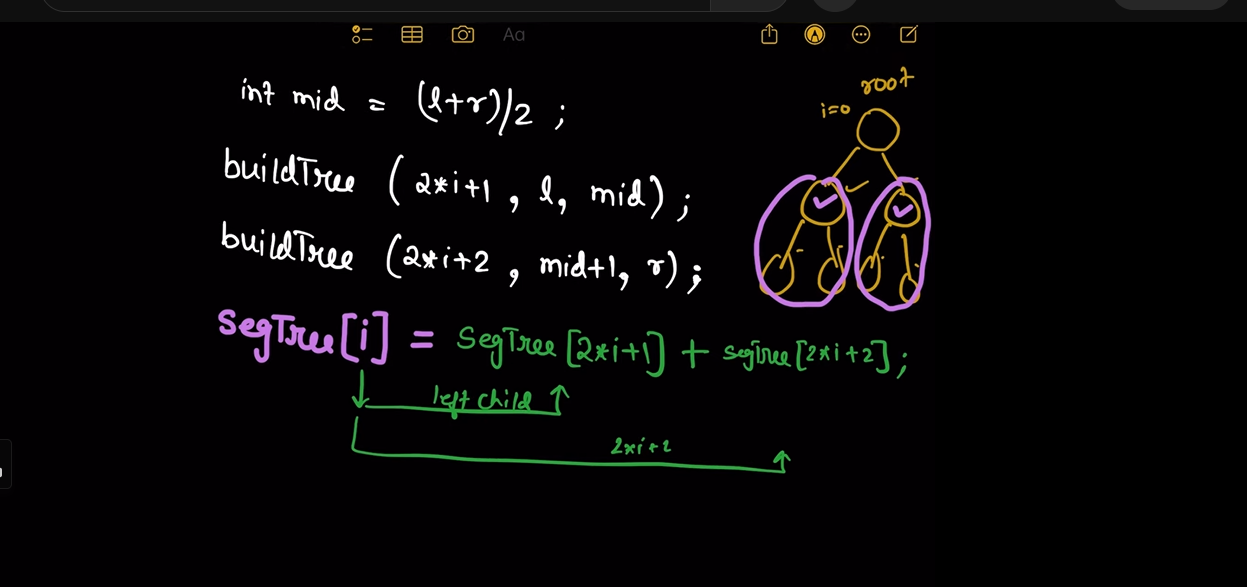 Aa
root
i=0
int mid = (l+r)/2 ;
buildTree (2*i+1, l, mid) ;
buildTree (2*i+2, mid+1, r) ;
SegTree[i] = SegTree[2*i+1] + segTree[2*i+2];
left child
2*i+2